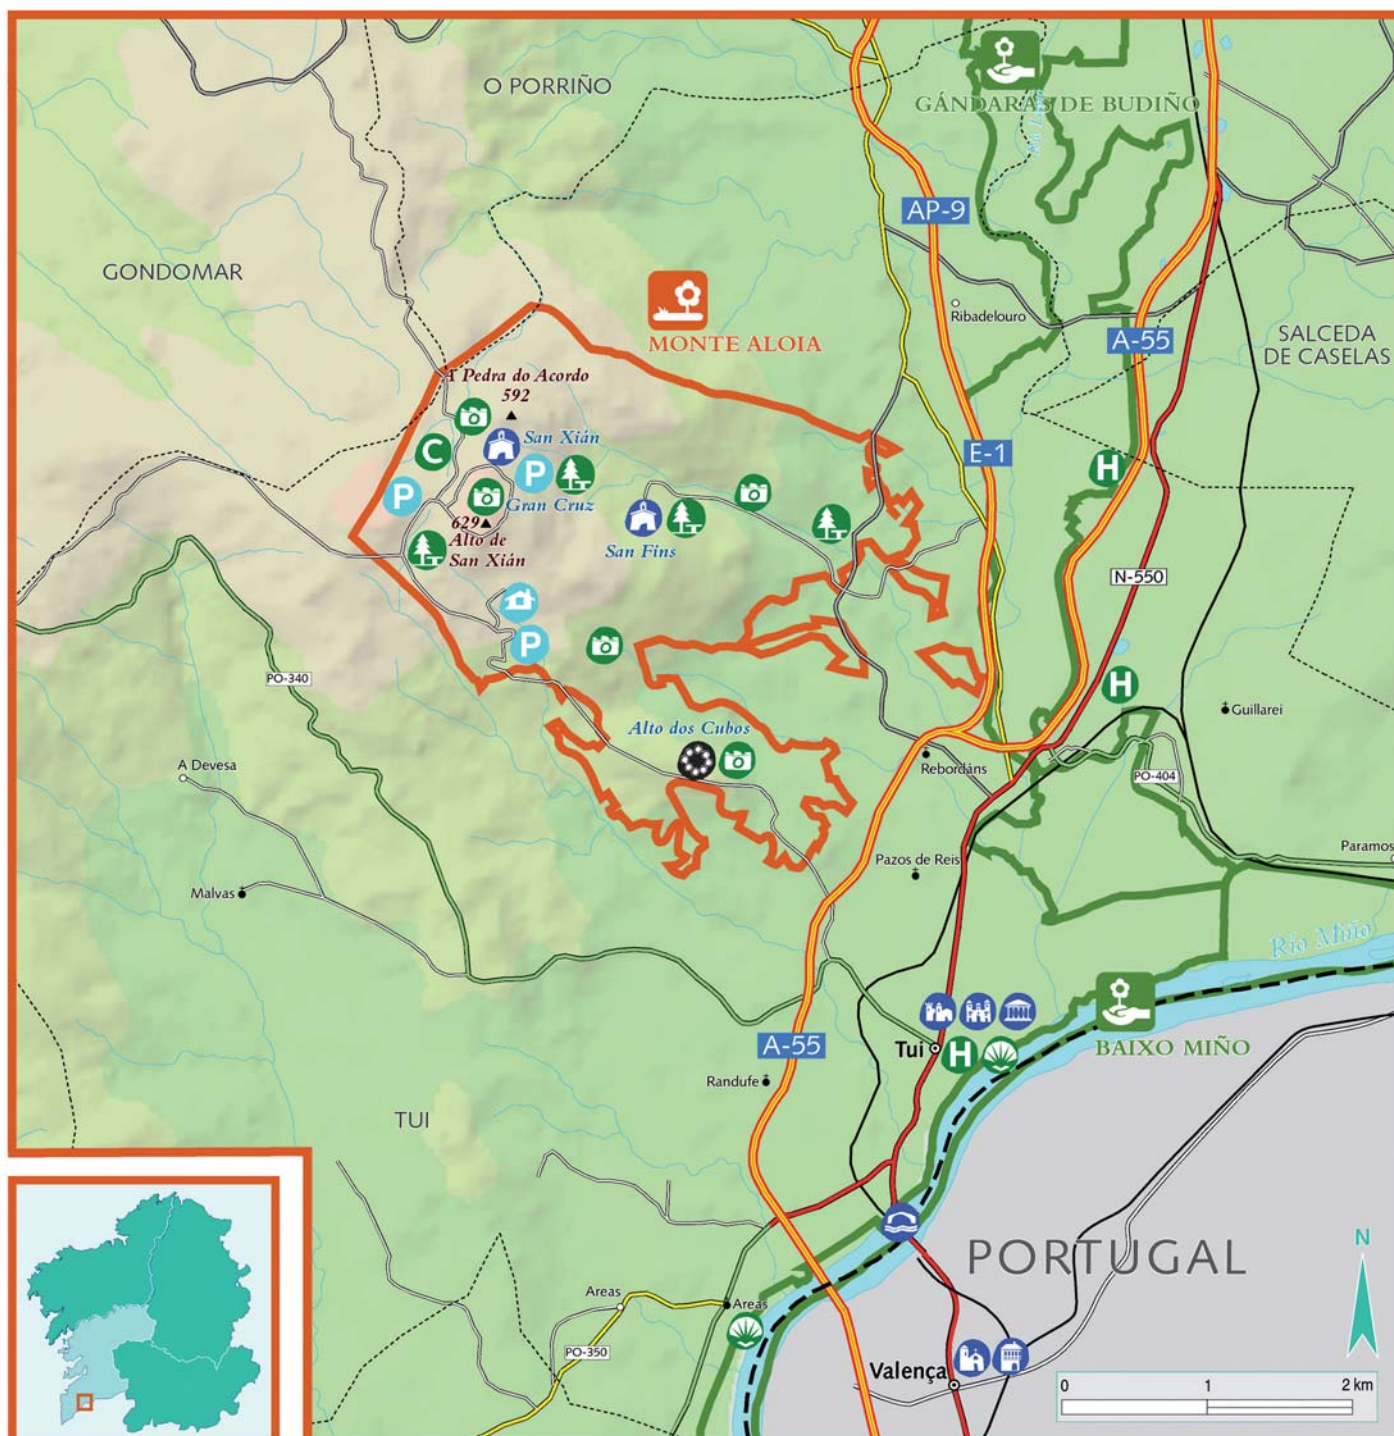 O PORRIÑO
GÁNDARAS DE BUDIÑO
AP-9
GONDOMAR
Ribadelouro
MONTE ALOIA
A-55
SALCEDA
DE CASELAS
Pedra do Acordo
592
San Xián
C
P
P
Gran Cruz
E-1
H
629
Alto de
San Xián
San Fins
N-550
P
PO-340
H
Guillarei
Alto dos Cubos
A Devesa
Rebordáns
PO-404
Paramos
Pazos de Reis
Malvas
Río Miño
A-55
Tui
H
BAIXO MIÑO
Randufe
TUI
PORTUGAL
N
Areas
Areas
PO-350
Valença
0 1 2 km